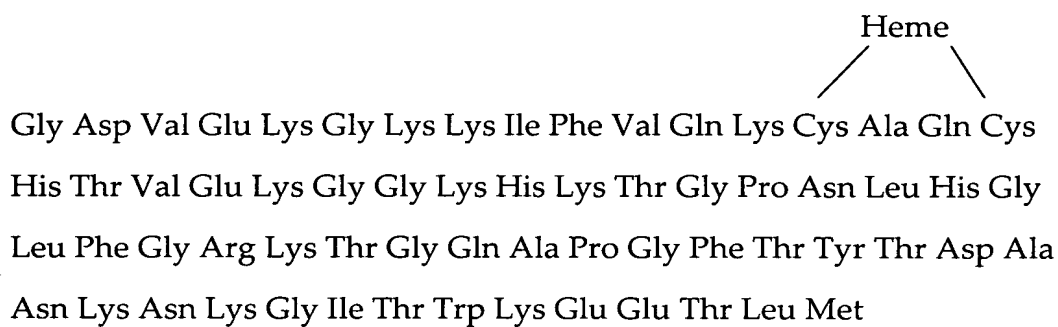 Heme
Gly Asp Val Glu Lys Gly Lys Lys Ile Phe Val Gln Lys Cys Ala Gln Cys
His Thr Val Glu Lys Gly Gly Lys His Lys Thr Gly Pro Asn Leu His Gly
Leu Phe Gly Arg Lys Thr Gly Gln Ala Pro Gly Phe Thr Tyr Thr Asp Ala
Asn Lys Asn Lys Gly Ile Thr Trp Lys Glu Glu Thr Leu Met